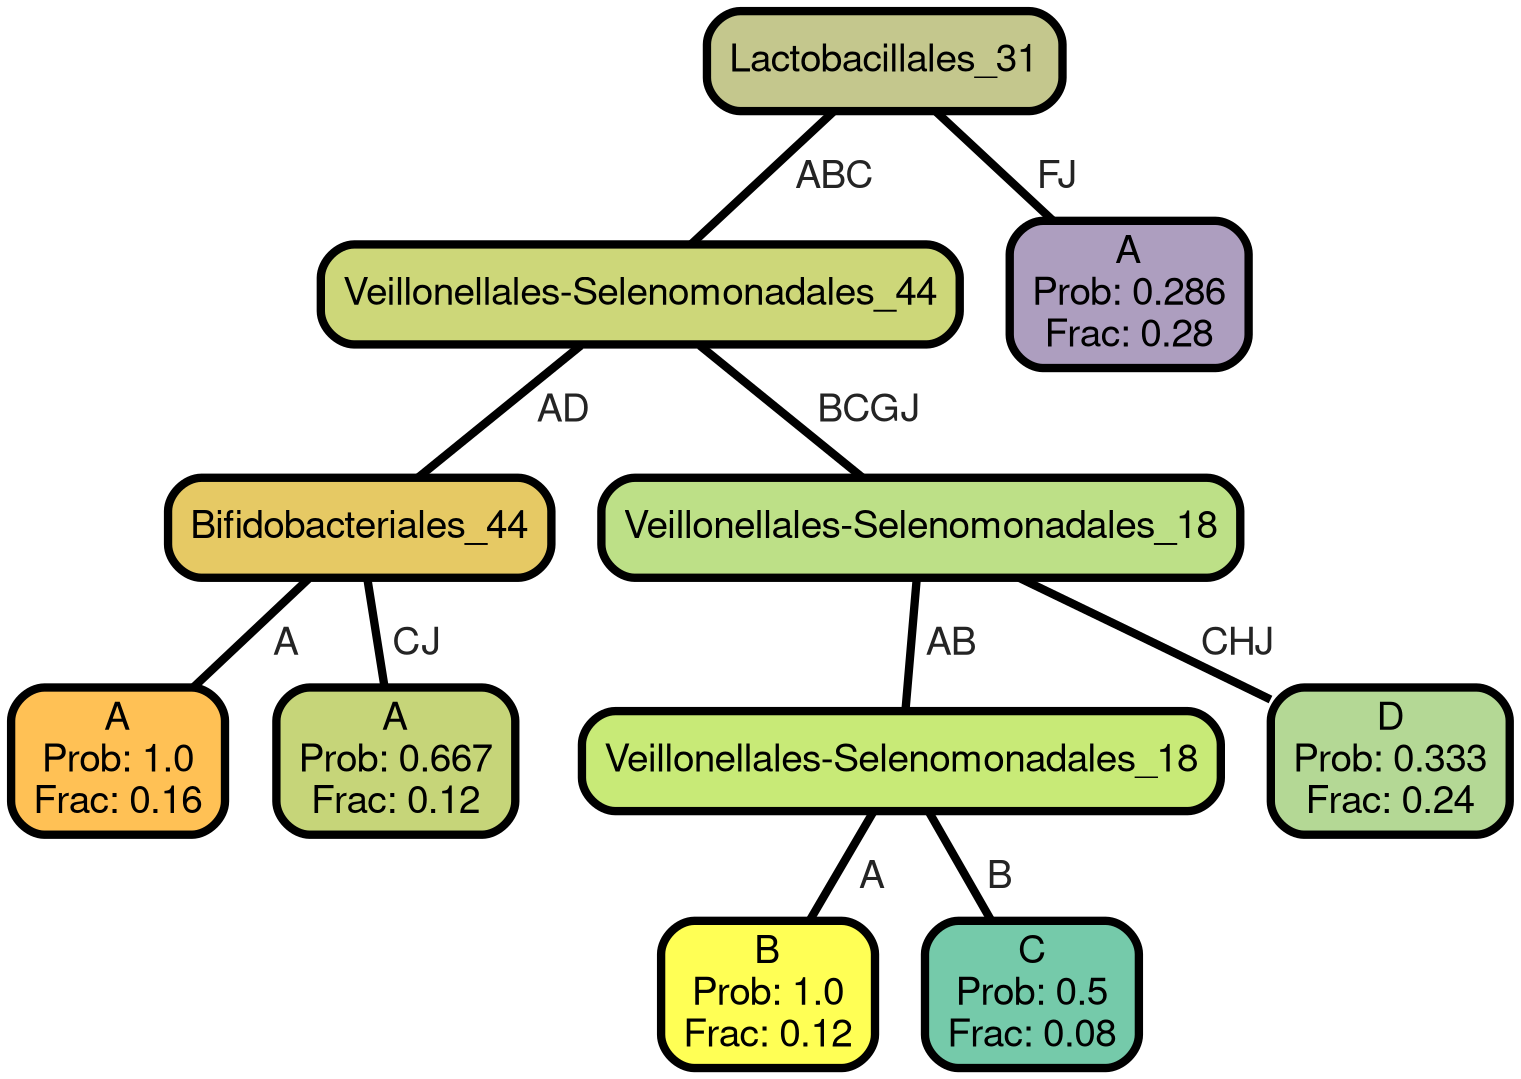 Lactobacillales_31
ABC
FJ
Veillonellales-Selenomonadales_44
A
Prob: 0.286
Frac: 0.28
AD
BCGJ
Bifidobacteriales_44
Veillonellales-Selenomonadales_18
A
CJ
AB
CHJ
A
Prob: 1.0
Frac: 0.16
A
Prob: 0.667
Frac: 0.12
Veillonellales-Selenomonadales_18
D
Prob: 0.333
Frac: 0.24
A
B
B
Prob: 1.0
Frac: 0.12
C
Prob: 0.5
Frac: 0.08